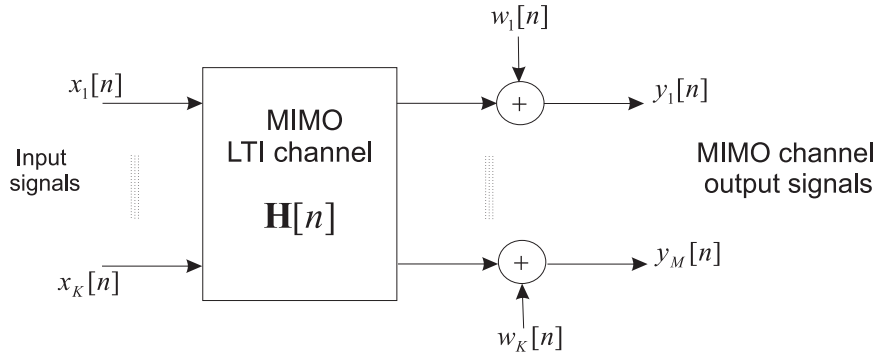 w₁[n]
x₁[n]
+
y₁[n]
MIMO
LTI channel
Input
signals
MIMO channel
output signals
H[n]
x_K[n]
+
y_M[n]
w_K[n]